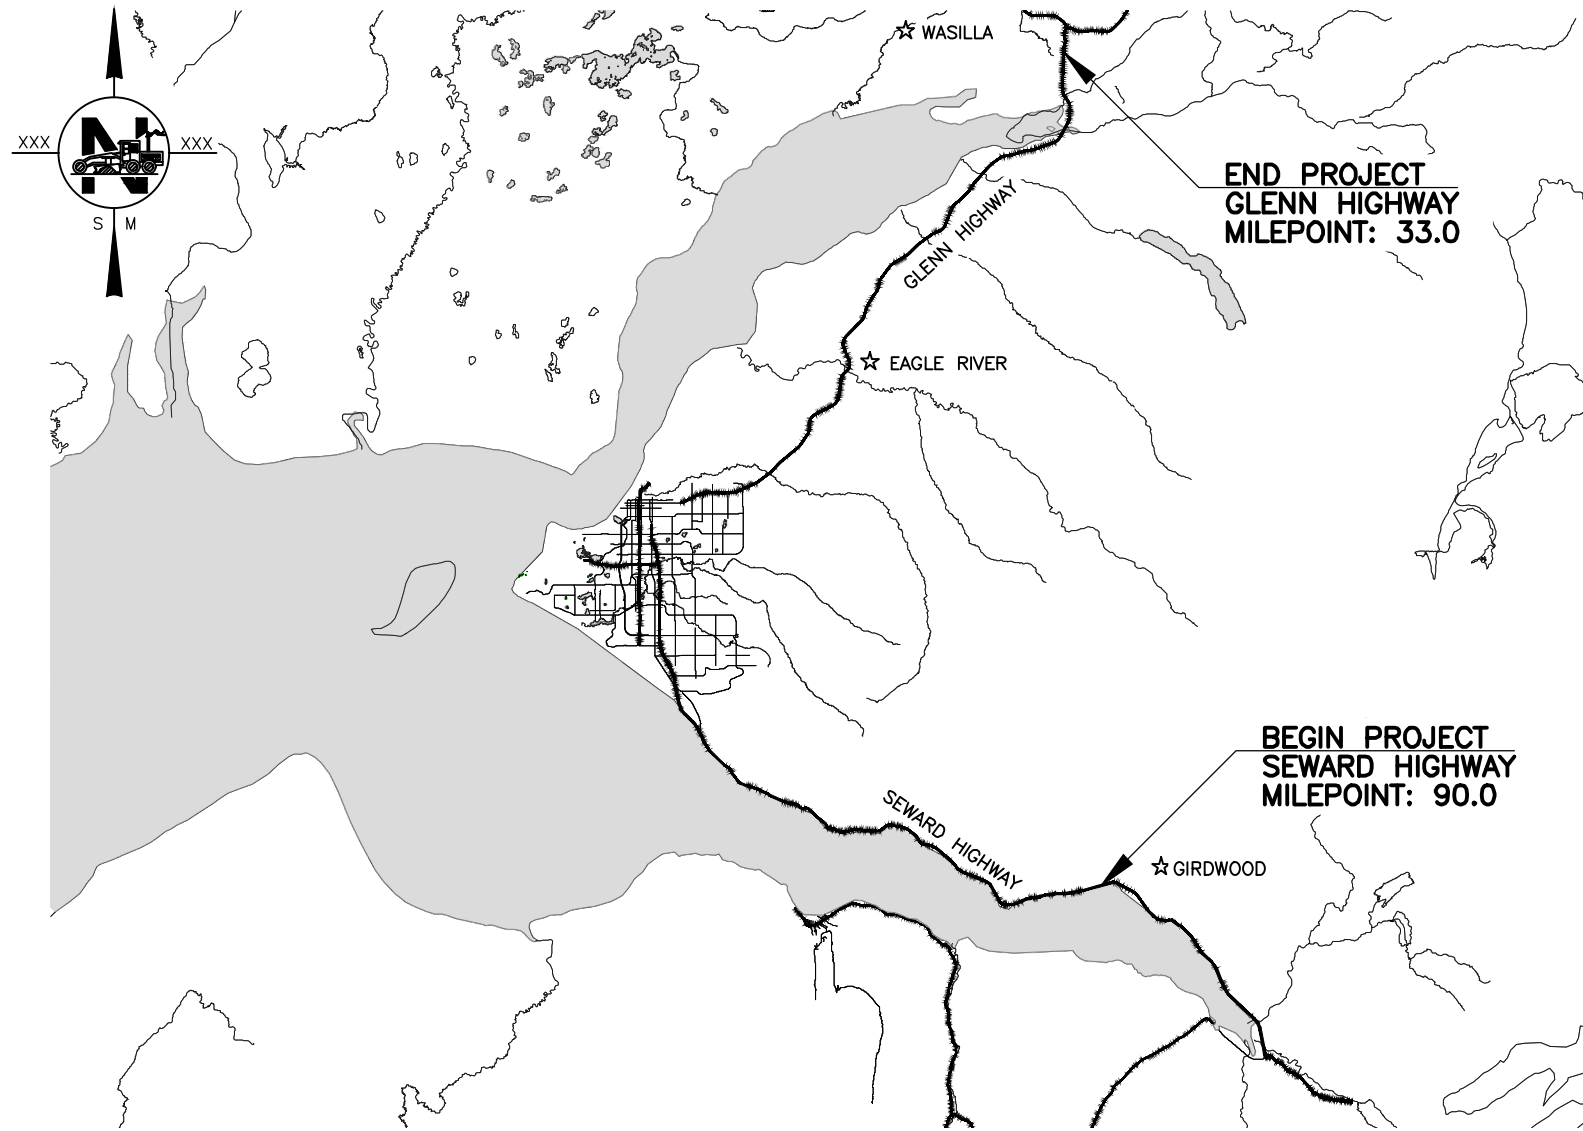 WASILLA
XXX
N
XXX
S M
END PROJECT
GLENN HIGHWAY
MILEPOINT: 33.0
GLENN HIGHWAY
EAGLE RIVER
BEGIN PROJECT
SEWARD HIGHWAY
MILEPOINT: 90.0
SEWARD HIGHWAY
GIRDWOOD